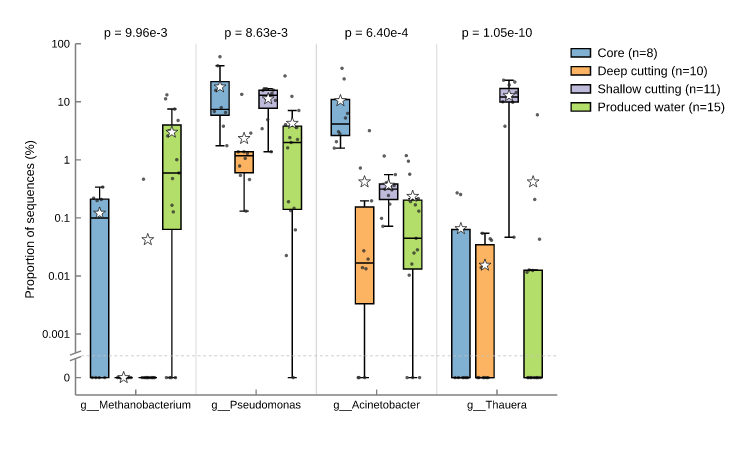 p = 9.96e-3 p = 8.63e-3 p = 6.40e-4 p = 1.05e-10
Proportion of sequences (%)
100
10
1
0.1
0.01
0.001
0
g__Methanobacterium g__Pseudomonas g__Acinetobacter g__Thauera
Core (n=8)
Deep cutting (n=10)
Shallow cutting (n=11)
Produced water (n=15)